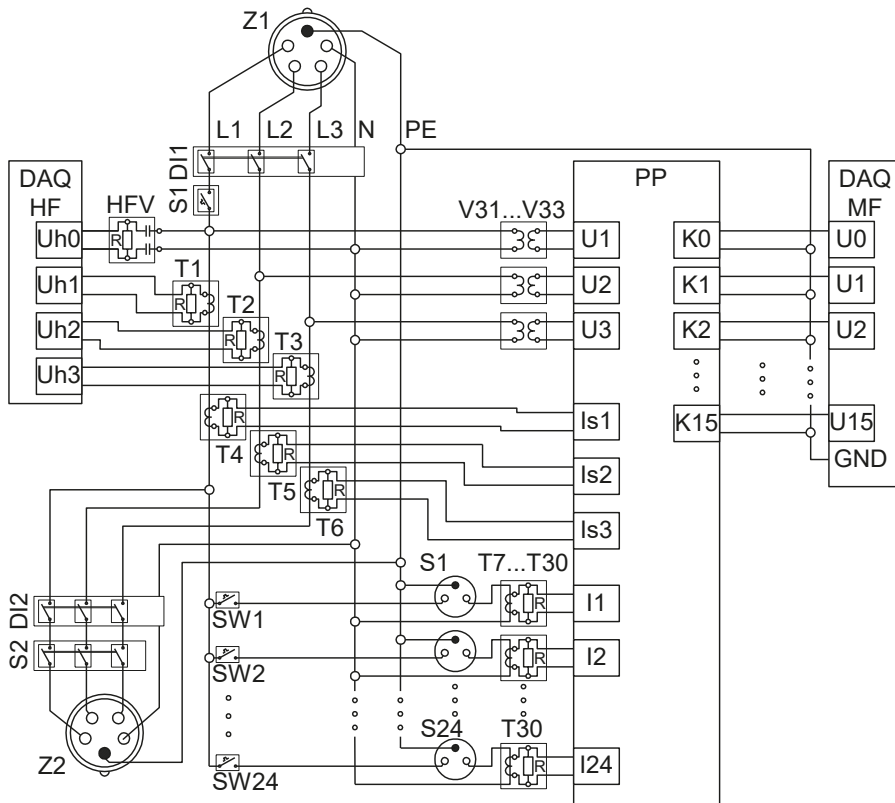 Z1
L1 L2 L3 N PE
DI1
S1
DAQ
HF
HFV
V31...V33
PP
DAQ
MF
Uh0 R U1 K0 U0
T1
Uh1 R U2 K1 U1
T2
Uh2 R U3 K2 U2
T3
Uh3 R
R Is1 K15 U15
T4
GND
R Is2
T5
R Is3
T6
S1 T7...T30
DI2
SW1 R I1
S2
SW2 R I2
S24 T30
Z2
SW24 R I24